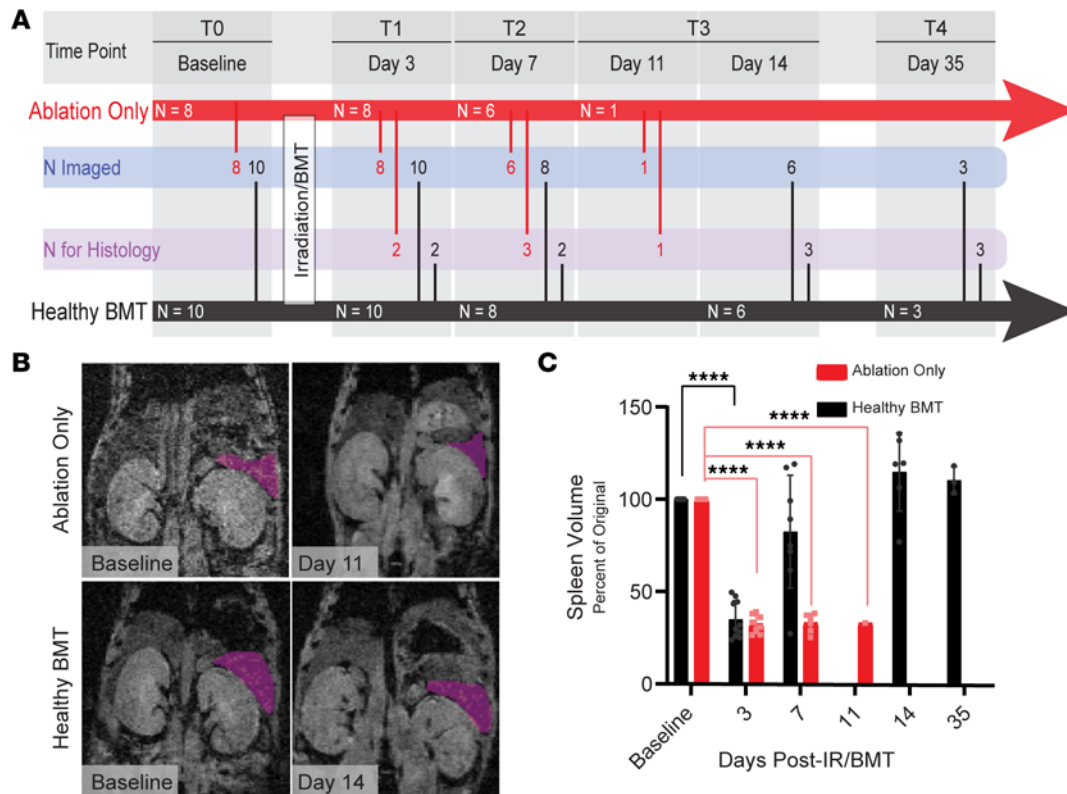 A
T0 T1 T2 T3 T4
Time Point
Baseline Day 3 Day 7 Day 11 Day 14 Day 35
Ablation Only N = 8 N = 8 N = 6 N = 1
N Imaged 8 10 8 10 6 8 1 6 3
Irradiation/BMT
N for Histology 2 2 3 2 1 3 3
Healthy BMT N = 10 N = 10 N = 8 N = 6 N = 3
B
Ablation Only
Baseline Day 11
Healthy BMT
Baseline Day 14
C
Ablation Only
Healthy BMT
****
****
****
****
Spleen Volume
Percent of Original
150
100
50
0
Baseline 3 7 11 14 35
Days Post-IR/BMT